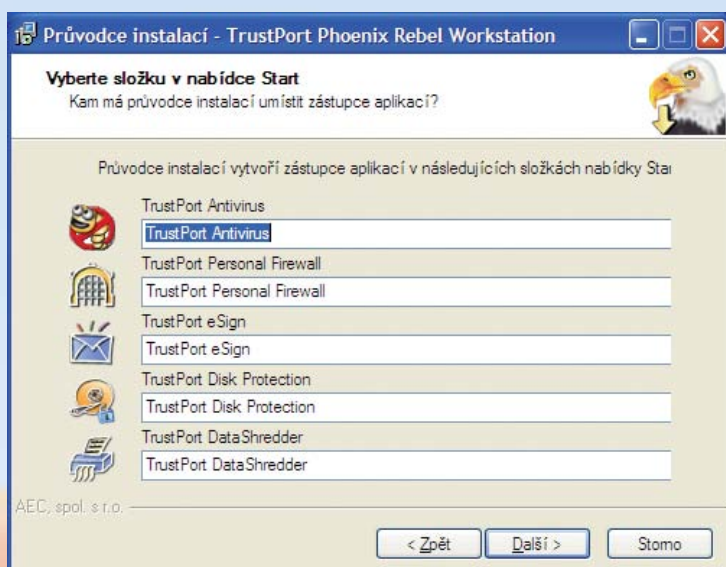 Průvodce instalací - TrustPort Phoenix Rebel Workstation
Vyberte složku v nabídce Start
Kam má průvodce instalací umístit zástupce aplikací?
Průvodce instalací vytvoří zástupce aplikací v následujících složkách nabídky Star
TrustPort Antivirus
TrustPort Antivirus
TrustPort Personal Firewall
TrustPort Personal Firewall
TrustPort eSign
TrustPort eSign
TrustPort Disk Protection
TrustPort Disk Protection
TrustPort DataShredder
TrustPort DataShredder
AEC, spol. s r.o.
< Zpět
Další >
Storno